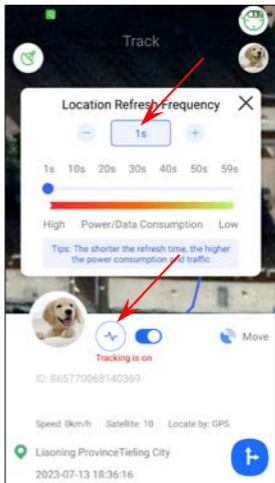 Track
Location Refresh Frequency
1s
1s 10s 20s 30s 40s 50s 59s
High Power/Data Consumption Low
Tips: The shorter the refresh time, the higher
the power consumption and traffic
Tracking is on
Move
ID: 865770068140369
Speed: 0km/h Satellite: 10 Locate by: GPS
Liaoning ProvinceTieling City
2023-07-13 18:36:16